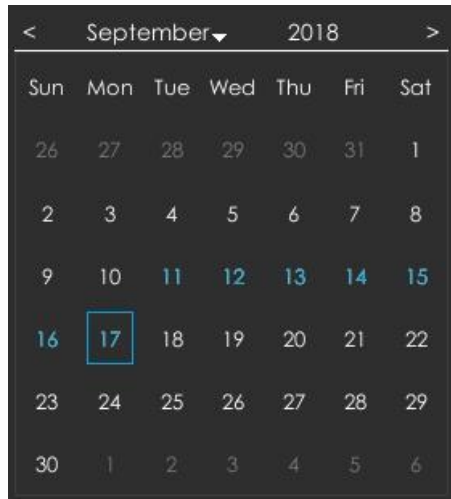 < September 2018 >
Sun Mon Tue Wed Thu Fri Sat
26 27 28 29 30 31 1
2 3 4 5 6 7 8
9 10 11 12 13 14 15
16 17 18 19 20 21 22
23 24 25 26 27 28 29
30 1 2 3 4 5 6